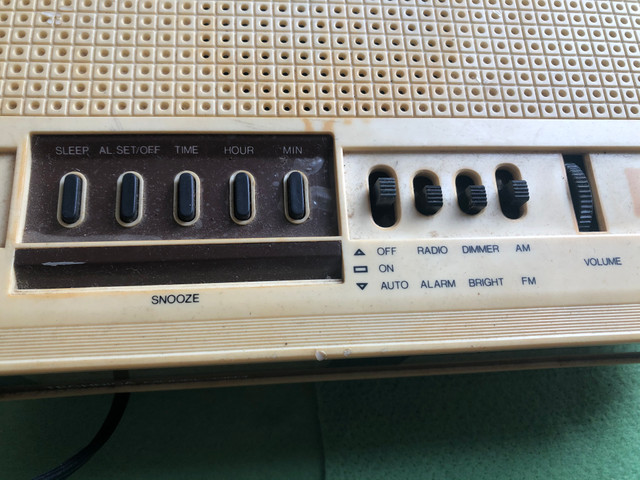 SLEEP AL.SET/OFF TIME HOUR MIN
OFF RADIO DIMMER AM
ON
AUTO ALARM BRIGHT FM
VOLUME
SNOOZE